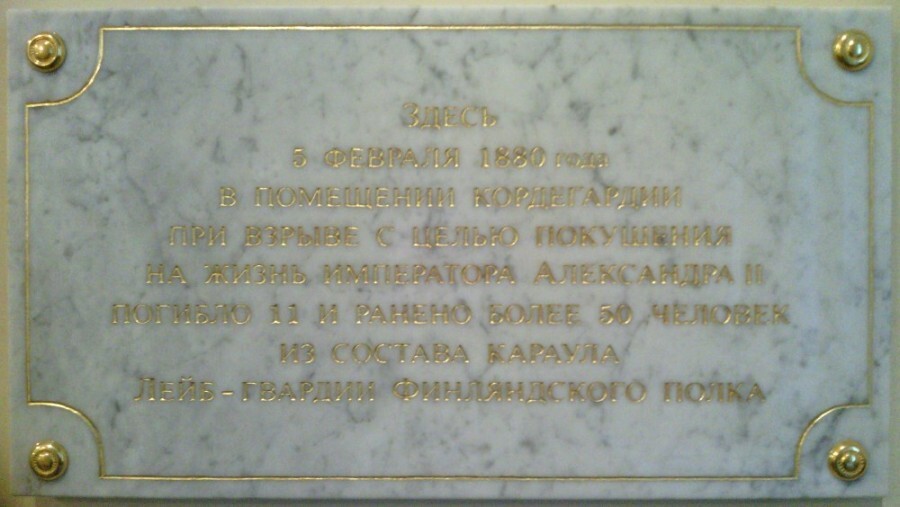 Здесь
5 февраля 1880 года
в помещении кордегардии
при взрыве с целью покушения
на жизнь императора Александра II
погибло 11 и ранено более 50 человек
из состава караула
Лейб-гвардии Финляндского полка